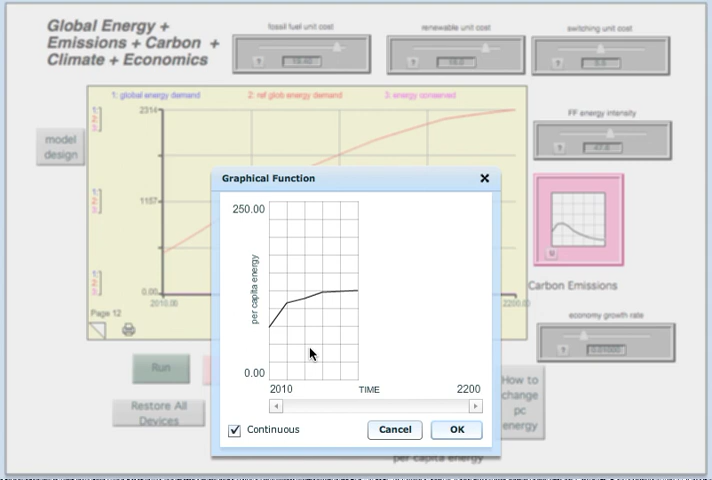 Global Energy +
Emissions + Carbon +
Climate + Economics
fossil fuel unit cost
renewable unit cost
switching unit cost
1: global energy demand
2: ref glob energy demand
3: energy conserved
2314
1157
0.00
2010.00
2200.00
Page 12
model
design
FF energy intensity
47.0
Carbon Emissions
economy growth rate
Graphical Function
250.00
per capita energy
0.00
2010
TIME
2200
Continuous
Cancel
OK
Run
Restore All
Devices
How to
change
pc
energy
per capita energy